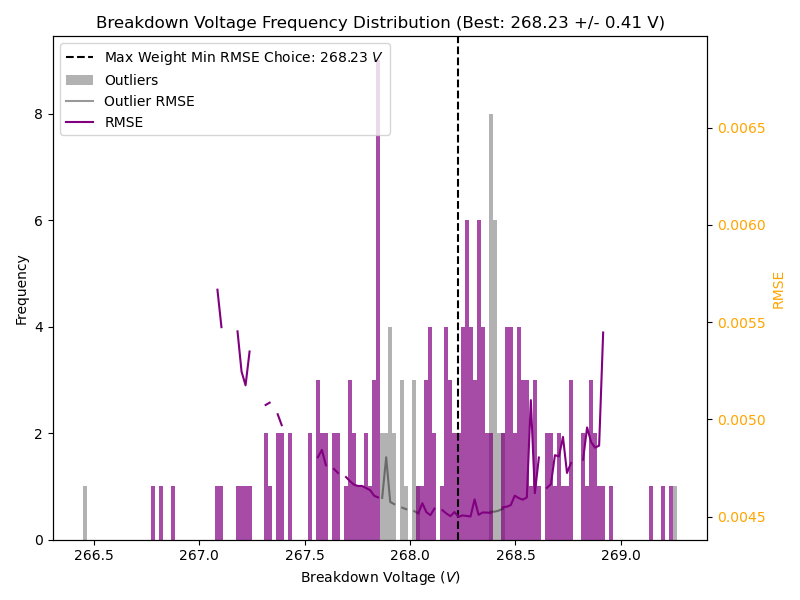 Breakdown Voltage Frequency Distribution (Best: 268.23 +/- 0.41 V)
Max Weight Min RMSE Choice: 268.23 V
Outliers
Outlier RMSE
RMSE
Frequency
8
6
4
2
0
266.5 267.0 267.5 268.0 268.5 269.0
Breakdown Voltage (V)
0.0065
0.0060
0.0055
0.0050
0.0045
RMSE